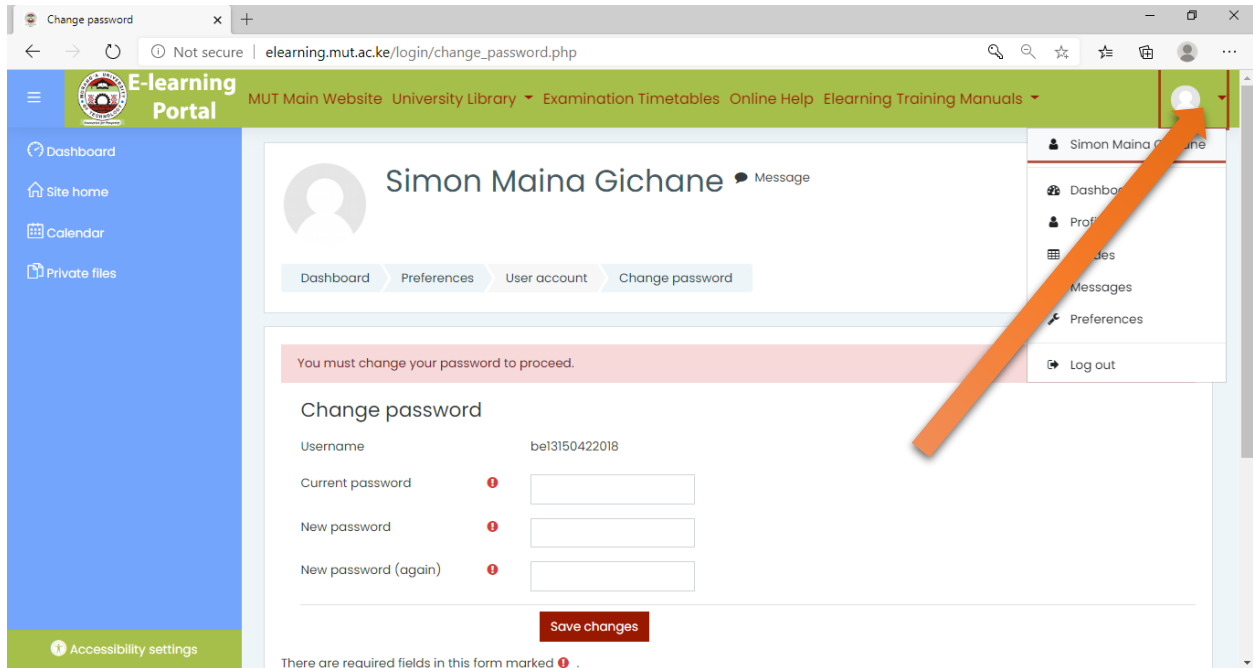 Change password
Not secure elearning.mut.ac.ke/login/change_password.php
E-learning Portal
MUT Main Website University Library Examination Timetables Online Help Elearning Training Manuals
Dashboard
Site home
Calendar
Private files
Accessibility settings
Simon Maina Gichane Message
Dashboard Preferences User account Change password
You must change your password to proceed.
Change password
Username be13150422018
Current password
New password
New password (again)
Save changes
There are required fields in this form marked .
Simon Maina
Messages
Preferences
Log out